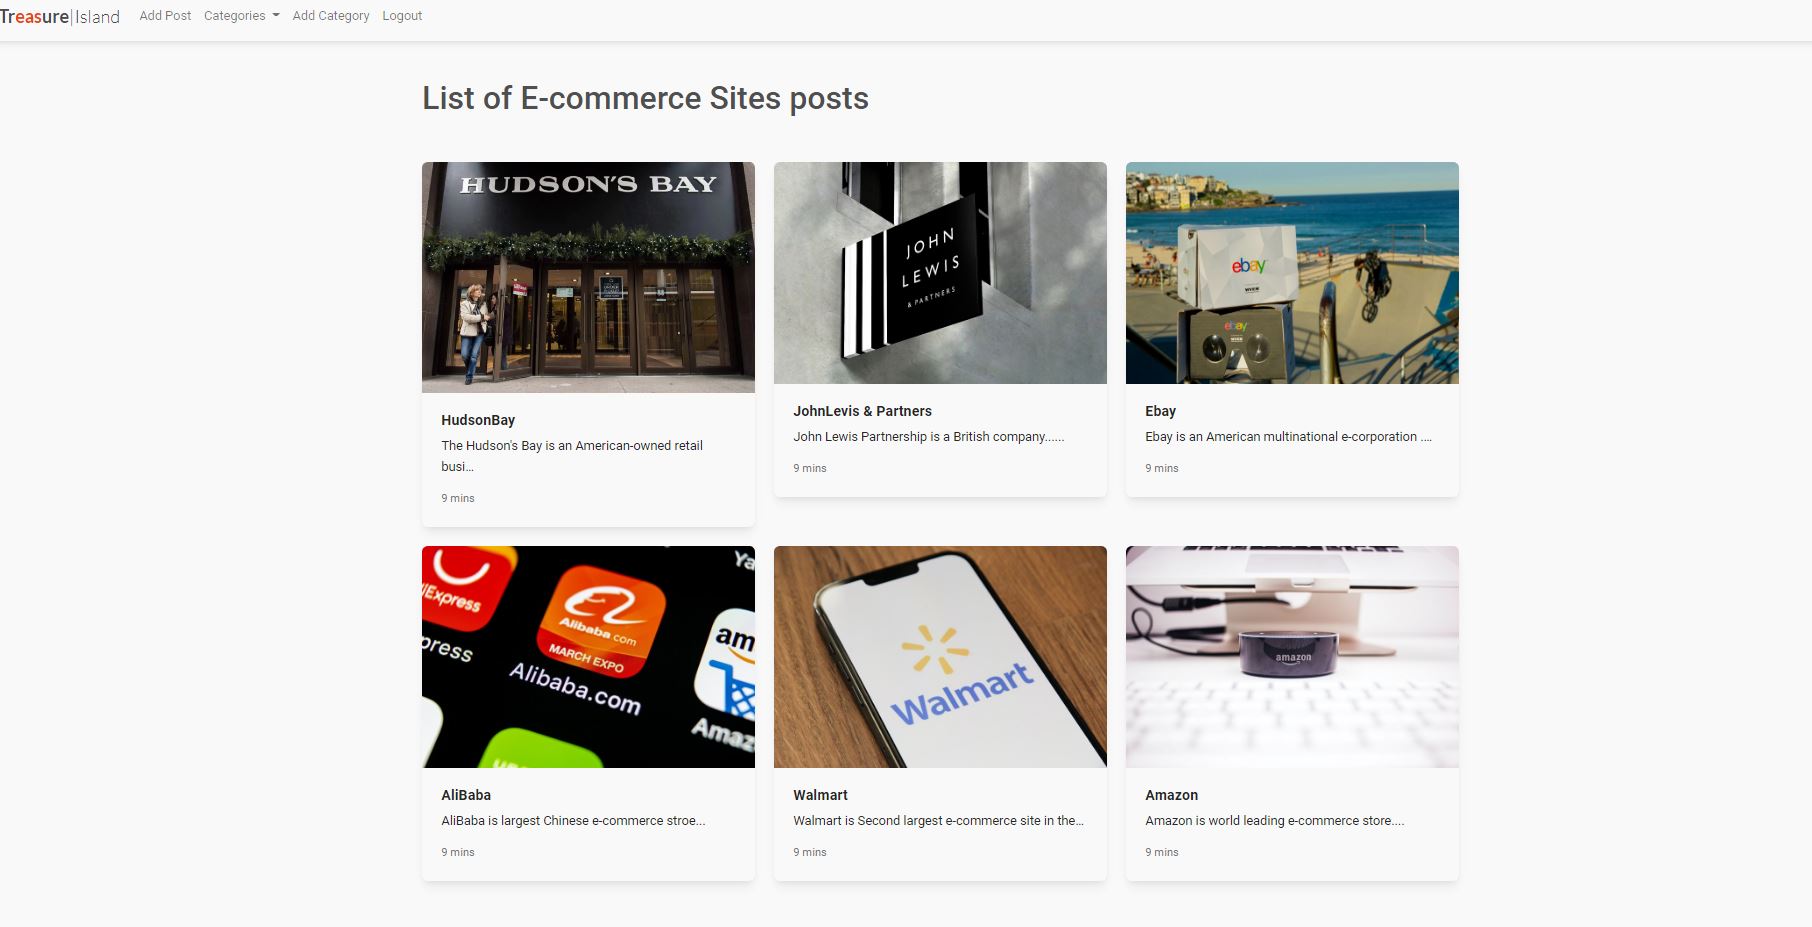 Treasure|Island
Add Post
Categories
Add Category
Logout
List of E-commerce Sites posts
HUDSON'S BAY
HudsonBay
The Hudson's Bay is an American-owned retail
busi...
9 mins
JOHN
LEWIS
& PARTNERS
JohnLevis & Partners
John Lewis Partnership is a British company......
9 mins
ebay
ebay
Ebay
Ebay is an American multinational e-corporation ....
9 mins
liExpress
press
Ya
Alibaba.com
MARCH EXPO
Alibaba.com
am
Amaz
AliBaba
AliBaba is largest Chinese e-commerce stroe...
9 mins
Walmart
Walmart
Walmart is Second largest e-commerce site in the...
9 mins
amazon
Amazon
Amazon is world leading e-commerce store....
9 mins